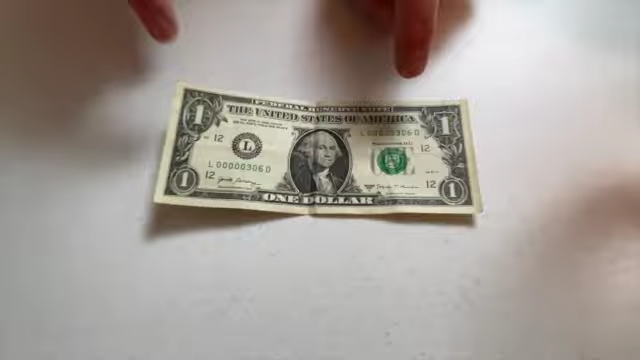 FEDERAL RESERVE NOTE
THE UNITED STATES OF AMERICA
1
1
L 00000306 D
12
L
12
L 00000306 D
12
12
1
1
ONE DOLLAR